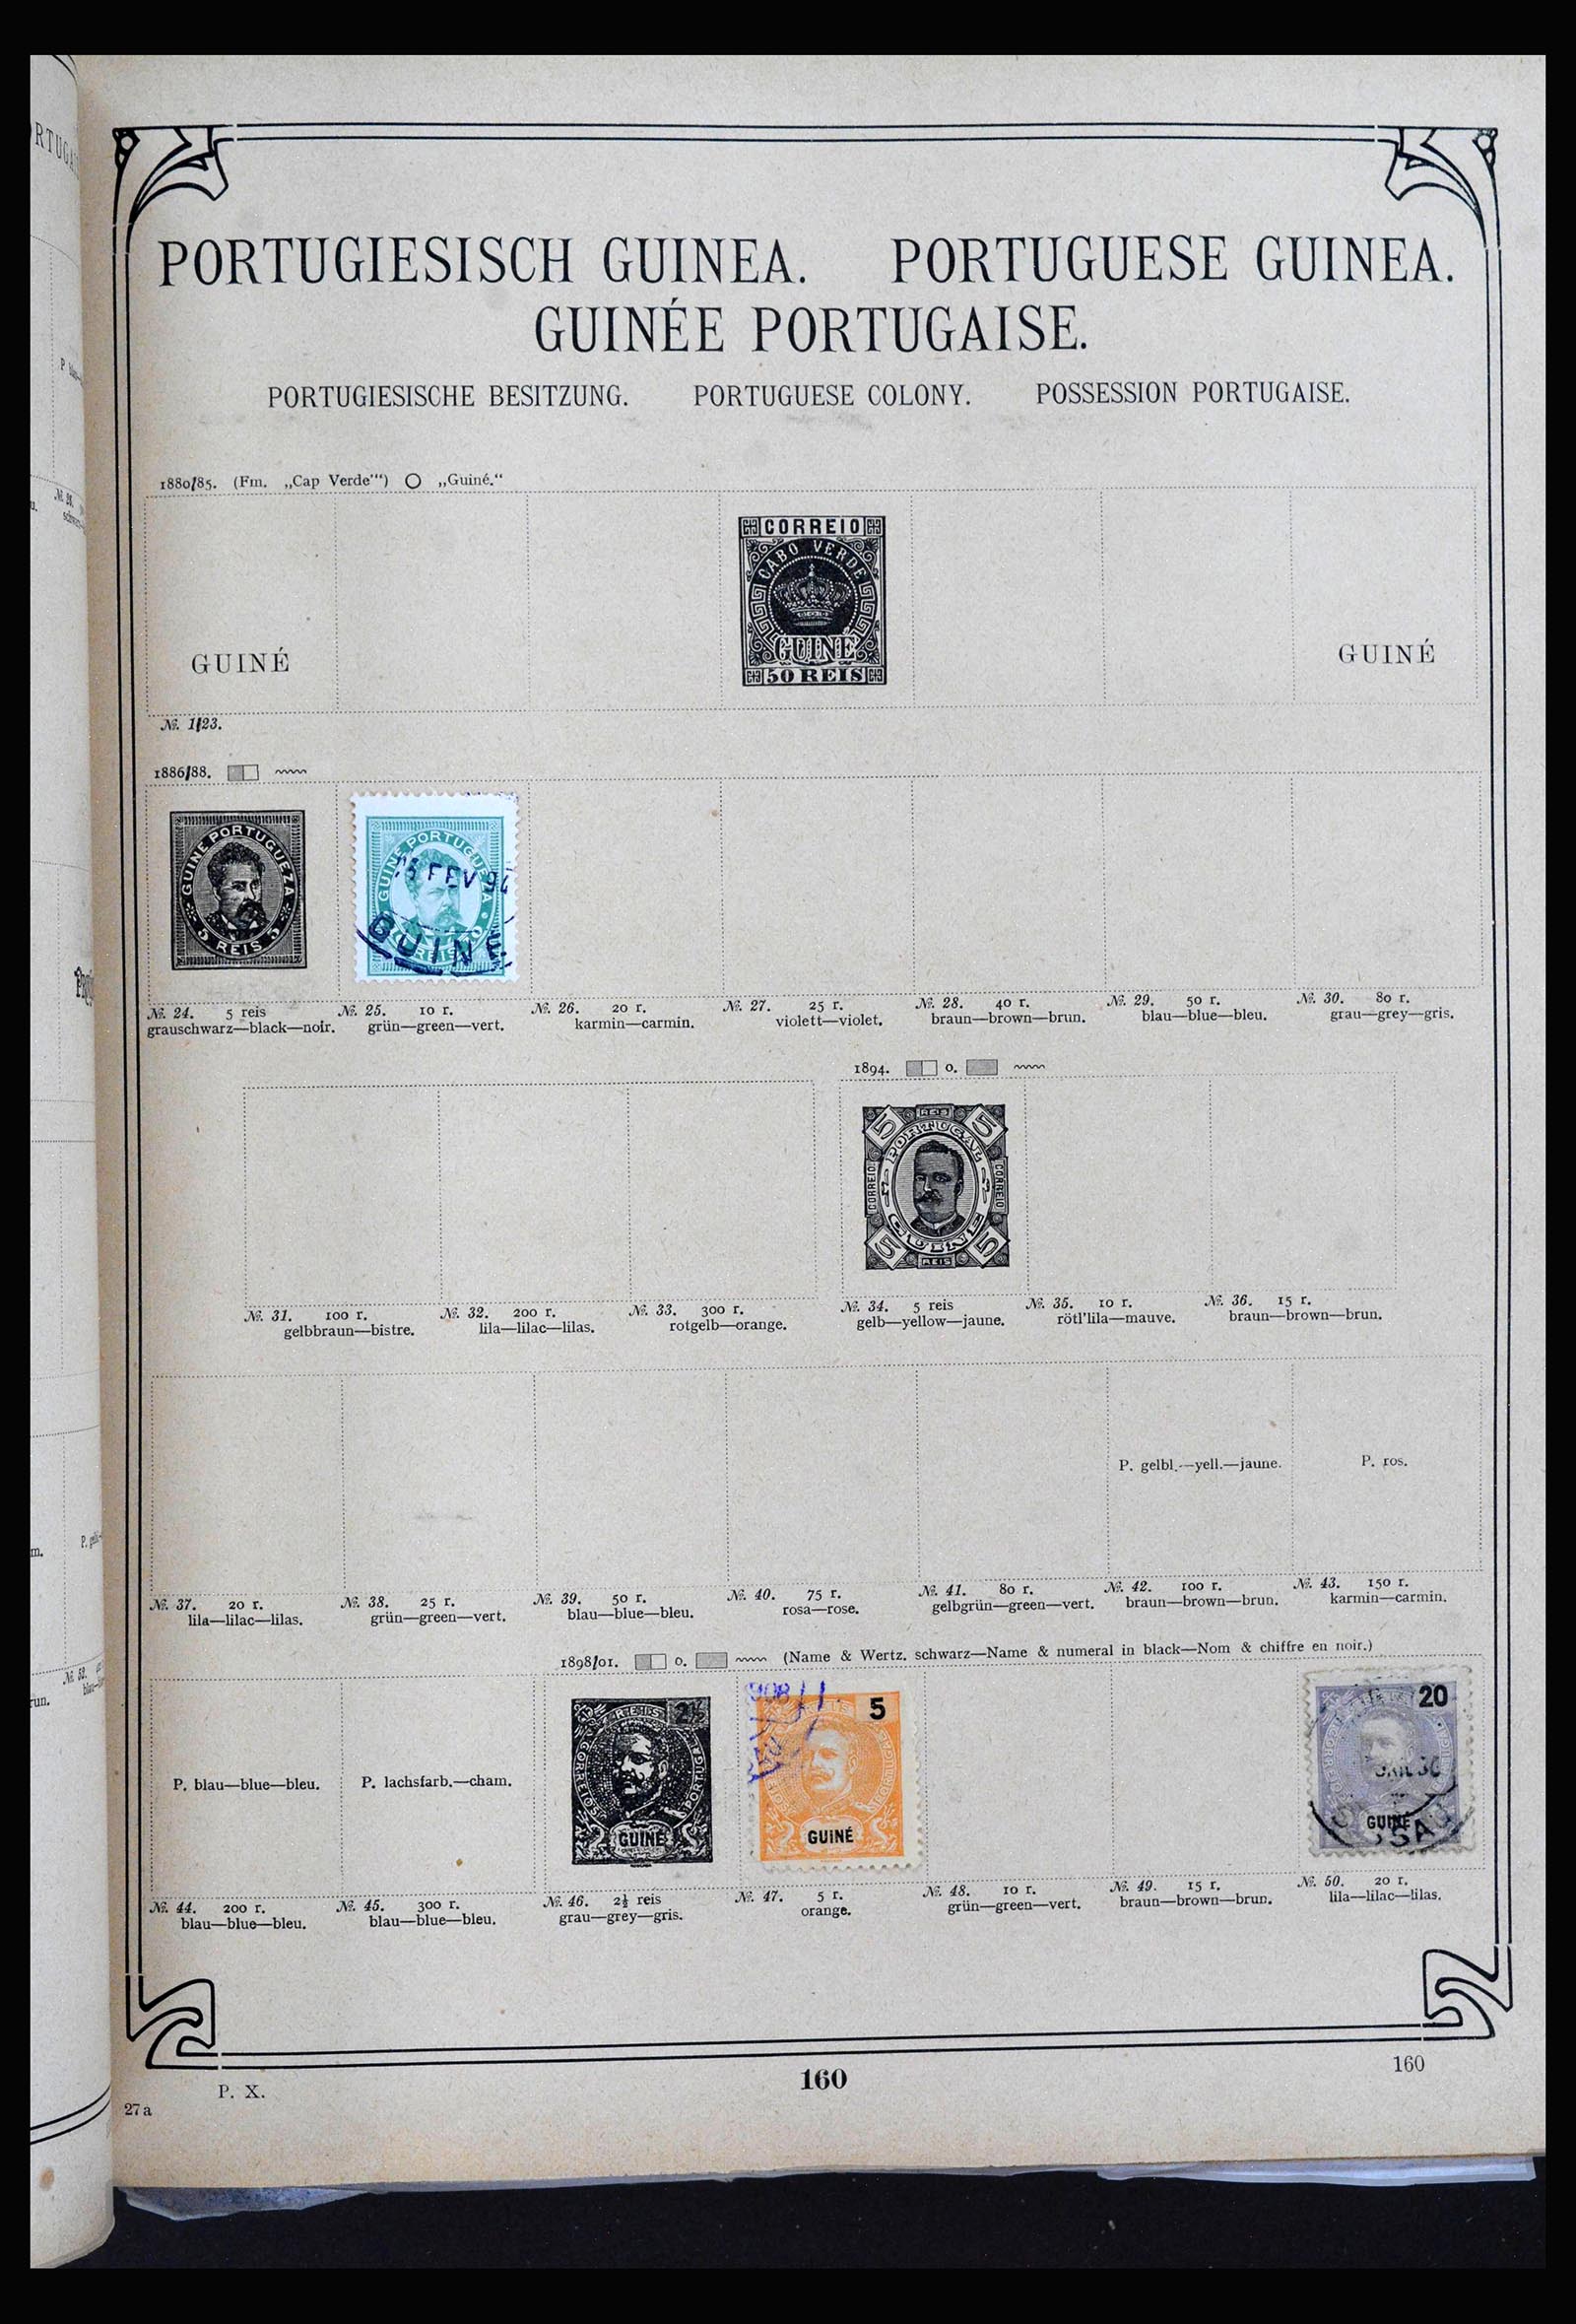 PORTUGIESISCH GUINEA. PORTUGUESE GUINEA.
GUINÉE PORTUGAISE.
PORTUGIESISCHE BESITZUNG. PORTUGUESE COLONY. POSSESSION PORTUGAISE.
1880/85. (Fm. „Cap Verde"‘) „Guiné.“
CORREIO
CABO VERDE
GUINÉ
50 REIS
GUINÉ
GUINÉ
№. 1/23.
1886/88.
GUINÉ PORTUGUEZA
5 REIS 5
GUINÉ PORTUGUEZA
FEV
GUINÉ
№. 24. 5 reis
grauschwarz—black—noir.
№. 25. 10 r.
grün—green—vert.
№. 26. 20 r.
karmin—carmin.
№. 27. 25 r.
violett—violet.
№. 28. 40 r.
braun—brown—brun.
№. 29. 50 r.
blau—blue—bleu.
№. 30. 80 r.
grau—grey—gris.
1894. o.
REIS
5 5
PORTUGAL
CORREIO CORREIO
GUINÉ
5 5
REIS
№. 31. 100 r.
gelbbraun—bistre.
№. 32. 200 r.
lila—lilac—lilas.
№. 33. 300 r.
rotgelb—orange.
№. 34. 5 reis
gelb—yellow—jaune.
№. 35. 10 r.
rötl'lila—mauve.
№. 36. 15 r.
braun—brown—brun.
P. gelbl.—yell.—jaune.
P. ros.
№. 37. 20 r.
lila—lilac—lilas.
№. 38. 25 r.
grün—green—vert.
№. 39. 50 r.
blau—blue—bleu.
№. 40. 75 r.
rosa—rose.
№. 41. 80 r.
gelbgrün—green—vert.
№. 42. 100 r.
braun—brown—brun.
№. 43. 150 r.
karmin—carmin.
1898/01. o. (Name & Wertz. schwarz—Name & numeral in black—Nom & chiffre en noir.)
P. blau—blue—bleu.
P. lachsfarb.—cham.
REIS 2½
CORREIOS PORTUGAL
GUINÉ
5
GUINÉ
20
GUINÉ
№. 44. 200 r.
blau—blue—bleu.
№. 45. 300 r.
blau—blue—bleu.
№. 46. 2½ reis
grau—grey—gris.
№. 47. 5 r.
orange.
№. 48. 10 r.
grün—green—vert.
№. 49. 15 r.
braun—brown—brun.
№. 50. 20 r.
lila—lilac—lilas.
P. X.
160
160
27a